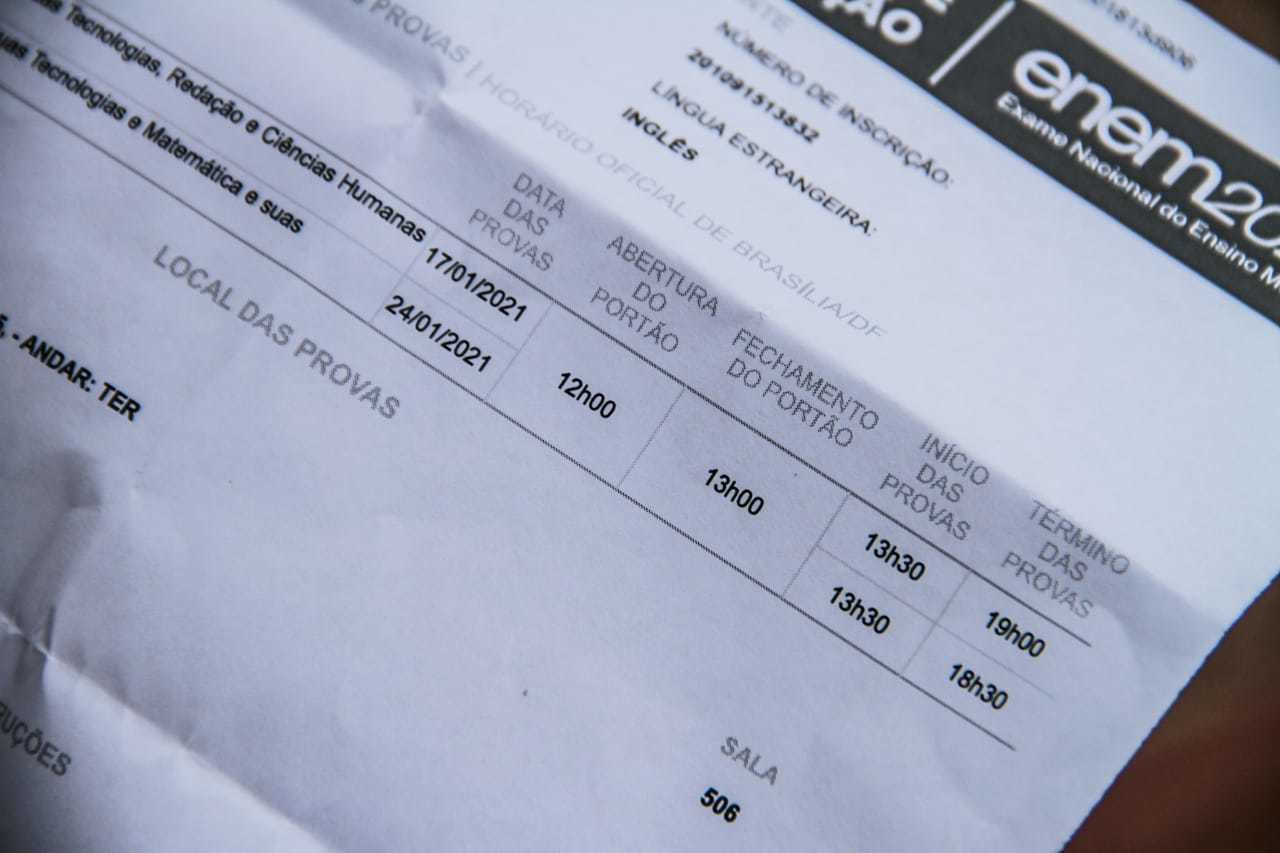 ÇÃO
enem20
Exame Nacional do Ensino M
NÚMERO DE INSCRIÇÃO:
201091513832
LÍNGUA ESTRANGEIRA:
INGLÊS
PROVAS | HORÁRIO OFICIAL DE BRASÍLIA/DF
DATA DAS PROVAS
ABERTURA DO PORTÃO
FECHAMENTO DO PORTÃO
INÍCIO DAS PROVAS
TÉRMINO DAS PROVAS
uas Tecnologias, Redação e Ciências Humanas 17/01/2021 12h00 13h00 13h30 19h00
uas Tecnologias e Matemática e suas 24/01/2021 13h30 18h30
LOCAL DAS PROVAS
- ANDAR: TER
SALA
506
UÇÕES